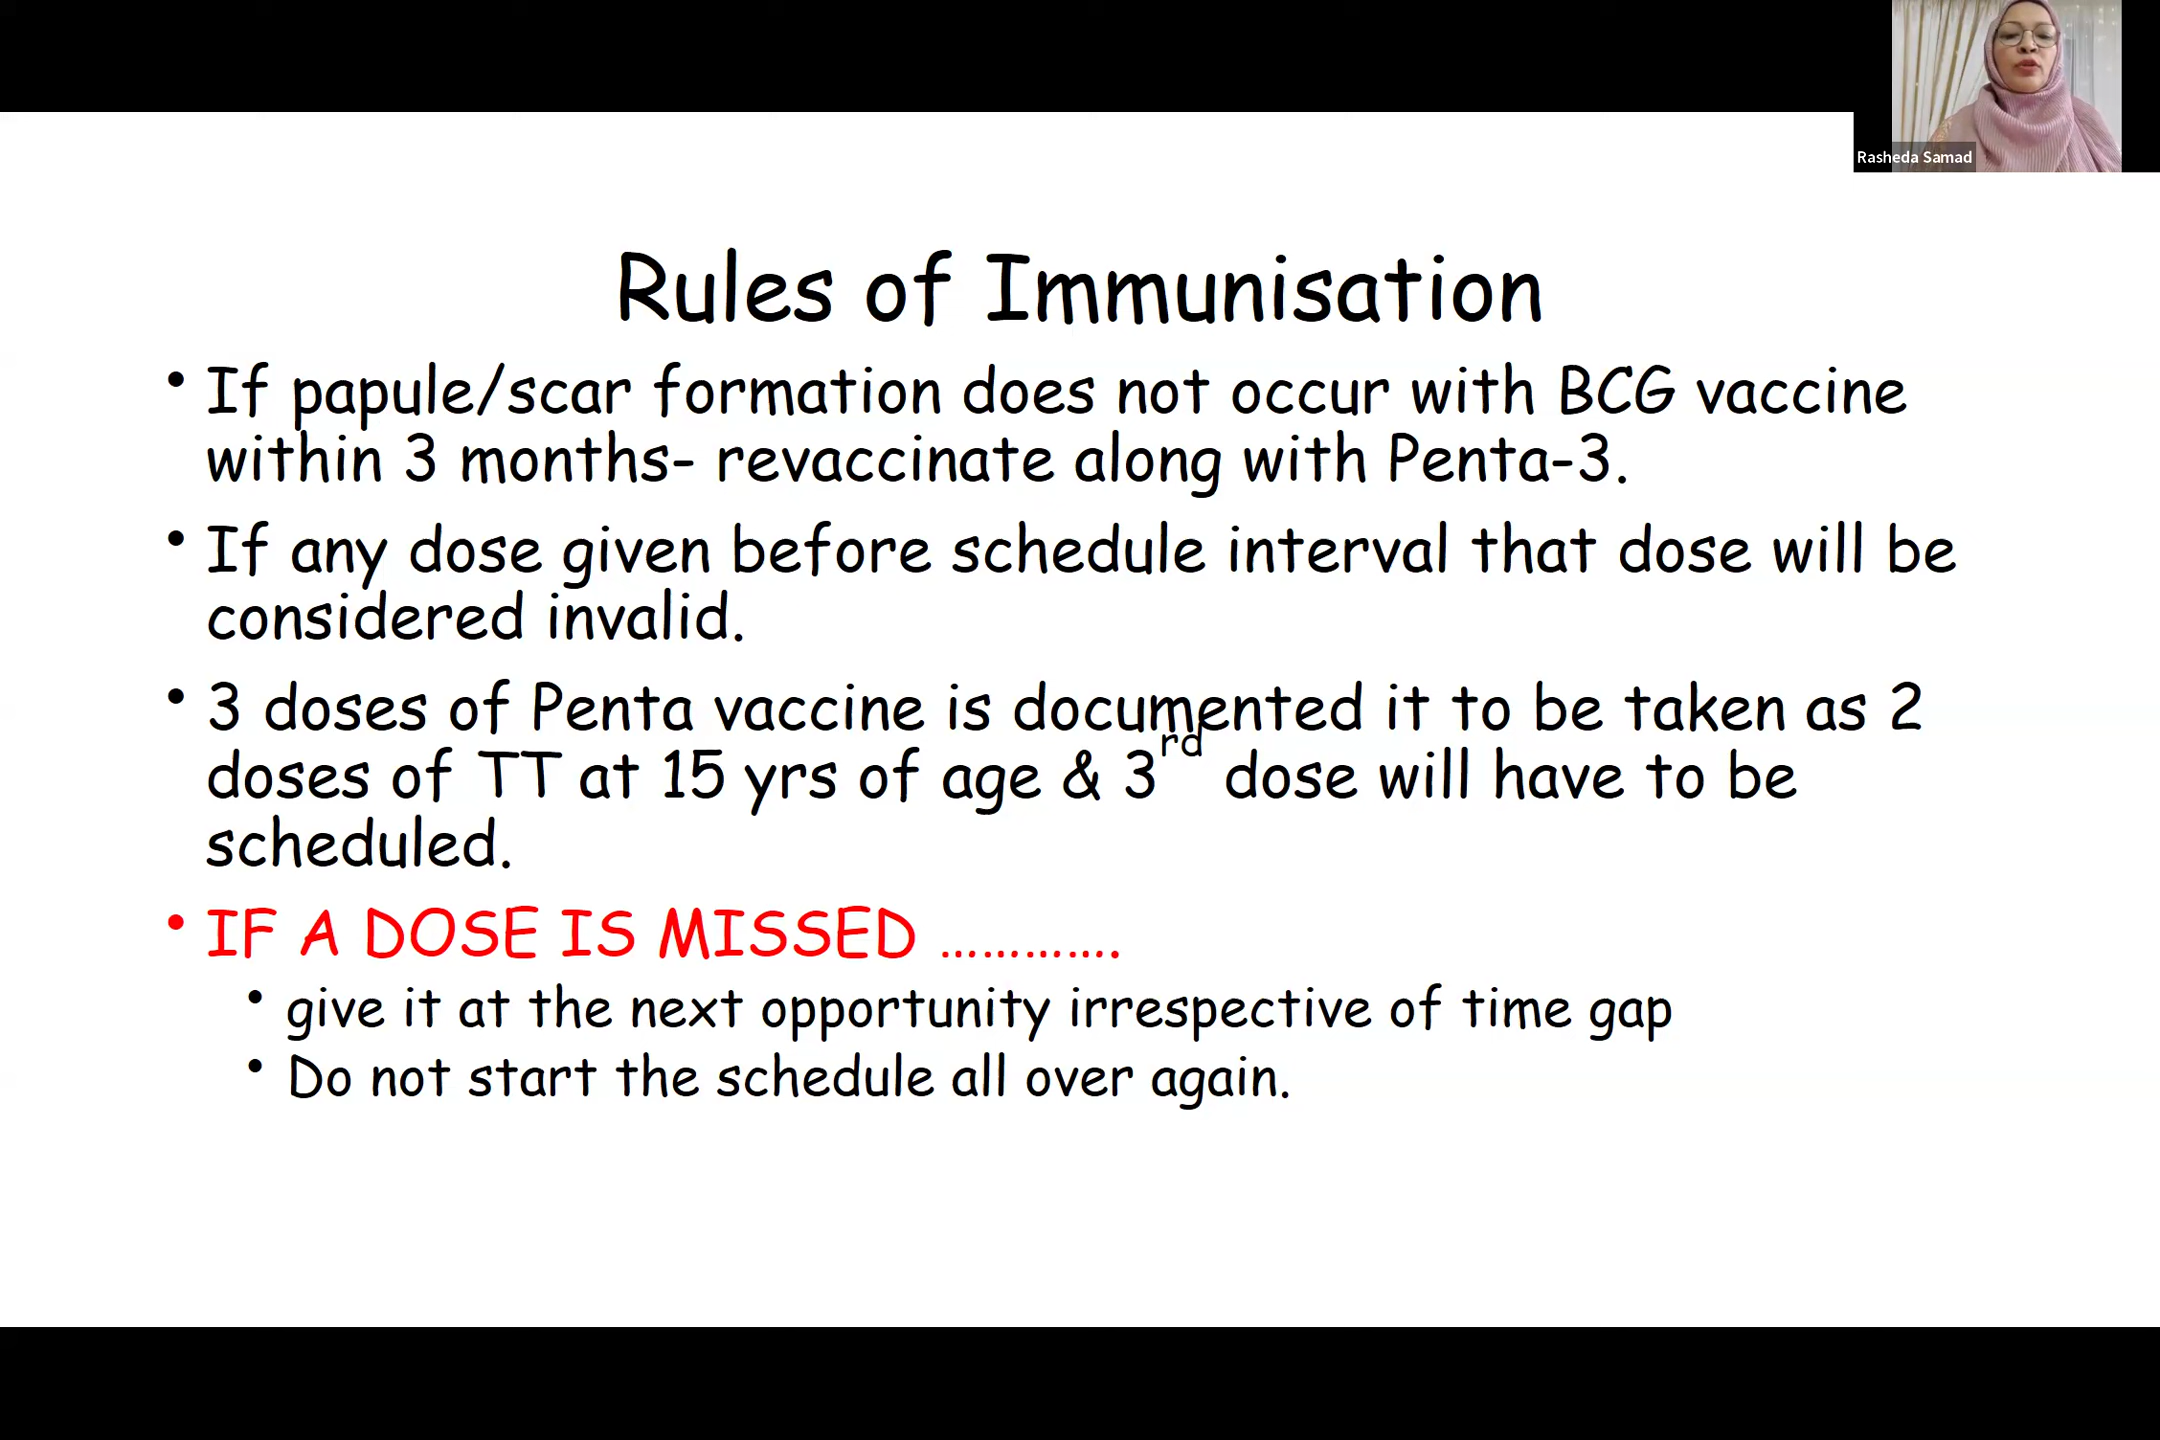 Rasheda Samad
Rules of Immunisation
• If papule/scar formation does not occur with BCG vaccine
within 3 months- revaccinate along with Penta-3.
• If any dose given before schedule interval that dose will be
considered invalid.
• 3 doses of Penta vaccine is documented it to be taken as 2
doses of TT at 15 yrs of age & 3rd dose will have to be
scheduled.
• IF A DOSE IS MISSED ………….
• give it at the next opportunity irrespective of time gap
• Do not start the schedule all over again.